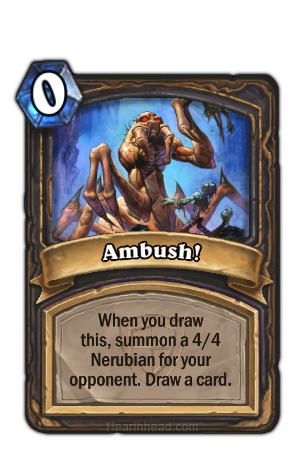 0
Ambush!
When you draw
this, summon a 4/4
Nerubian for your
opponent. Draw a card.
Hearthhead.com